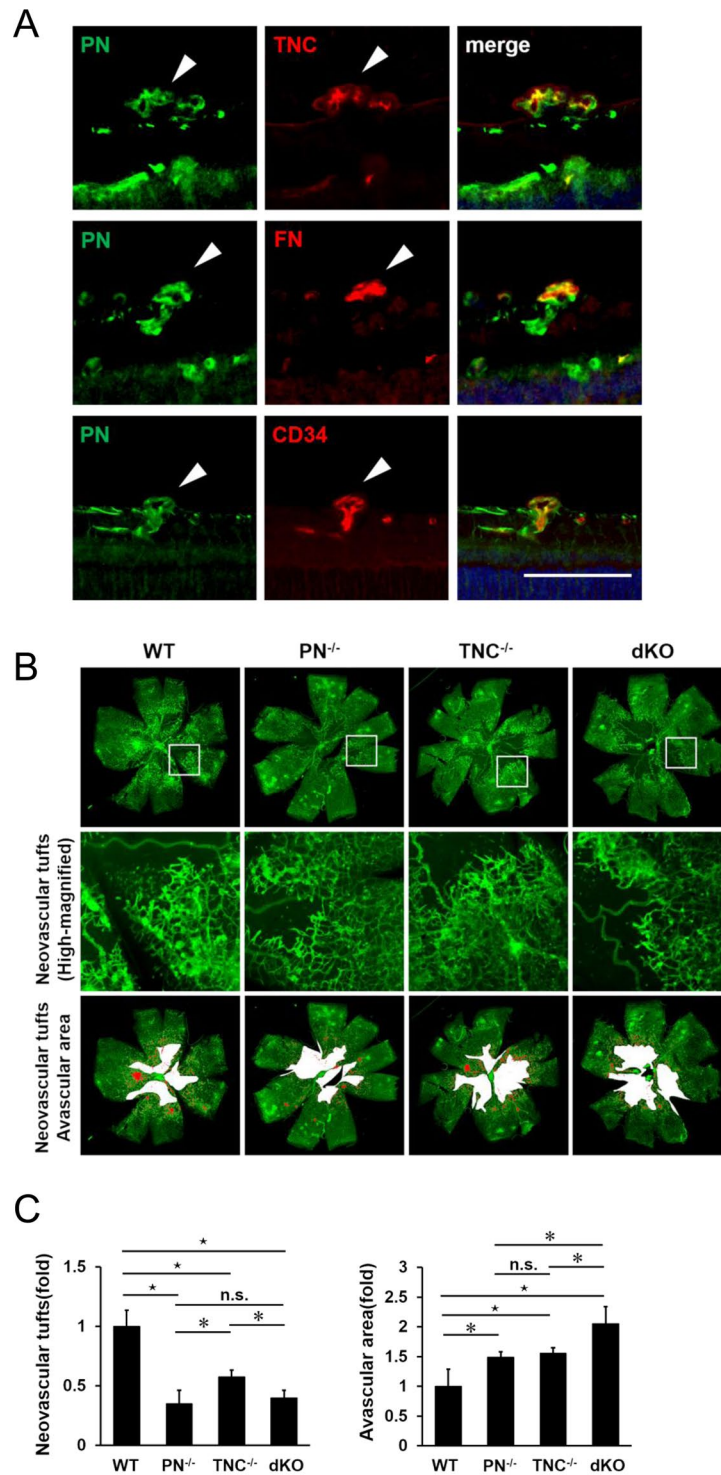 A
PN TNC merge
PN FN
PN CD34
B
WT PN-/- TNC-/- dKO
Neovascular tufts
(High-magnified)
Neovascular tufts
Avascular area
C
Neovascular tufts(fold)
1.5
1
0.5
0
⋆
⋆
⋆ n.s.
* *
WT PN-/- TNC-/- dKO
Avascular area(fold)
3
2.5
2
1.5
1
0.5
0
*
n.s. *
⋆
⋆
*
WT PN-/- TNC-/- dKO